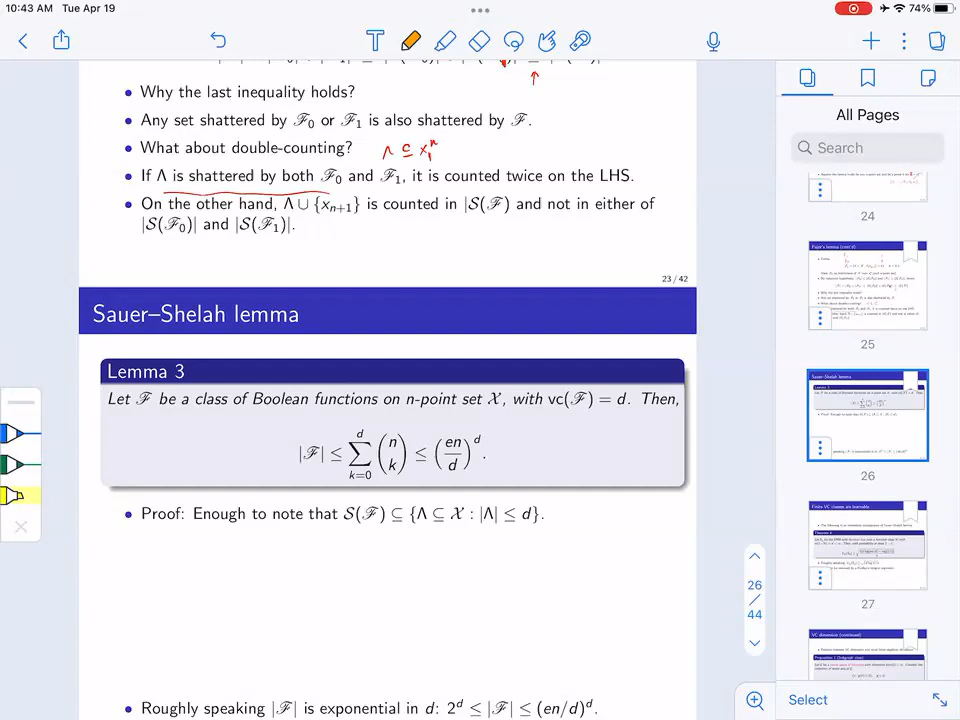 10:43 AM Tue Apr 19
74%
• Why the last inequality holds?
• Any set shattered by ℱ₀ or ℱ₁ is also shattered by ℱ.
• What about double-counting? Λ ⊆ x₁ⁿ
• If Λ is shattered by both ℱ₀ and ℱ₁, it is counted twice on the LHS.
• On the other hand, Λ ∪ {xₙ₊₁} is counted in |𝒮(ℱ) and not in either of
|𝒮(ℱ₀)| and |𝒮(ℱ₁)|.
23 / 42
Sauer–Shelah lemma
Lemma 3
Let ℱ be a class of Boolean functions on n-point set 𝒳, with vc(ℱ) = d. Then,
|ℱ| ≤ ∑_{k=0}^{d} (n k) ≤ (en/d)^d.
• Proof: Enough to note that 𝒮(ℱ) ⊆ {Λ ⊆ 𝒳 : |Λ| ≤ d}.
• Roughly speaking |ℱ| is exponential in d: 2^d ≤ |ℱ| ≤ (en/d)^d.
26
/
44
All Pages
Search
24
25
Sauer–Shelah lemma
26
Finite VC classes are learnable
27
VC dimension (continued)
Select